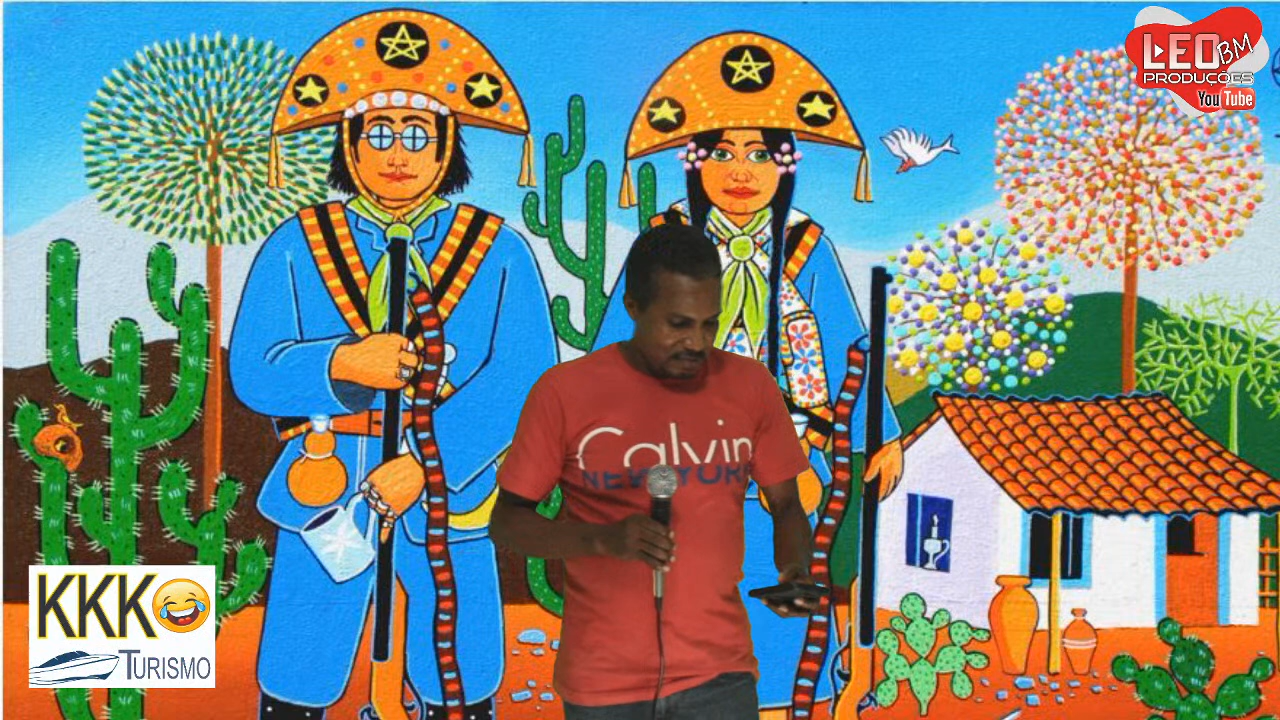 LEO BM
PRODUÇÕES
YouTube
Calvin
NEW YORK
KKK
TURISMO